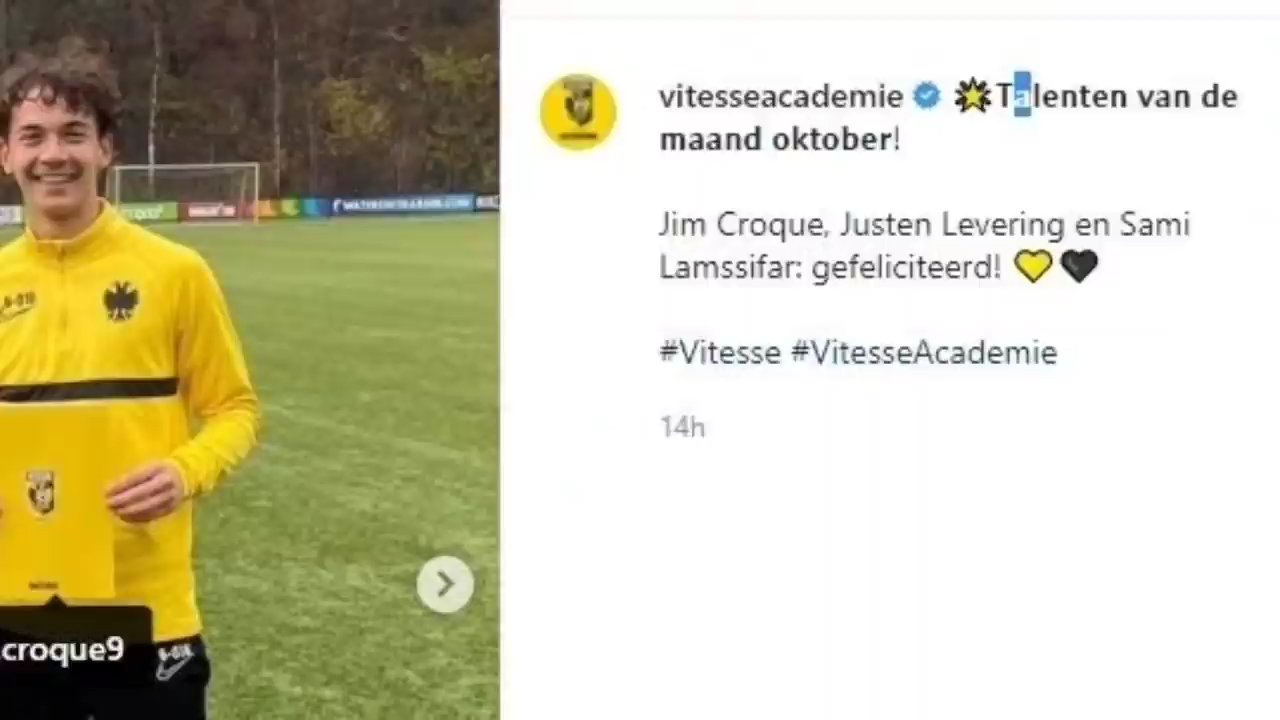 vitesseacademie 🌟Talenten van de
maand oktober!
Jim Croque, Justen Levering en Sami
Lamssifar: gefeliciteerd! 💛🖤
#Vitesse #VitesseAcademie
14h
croque9